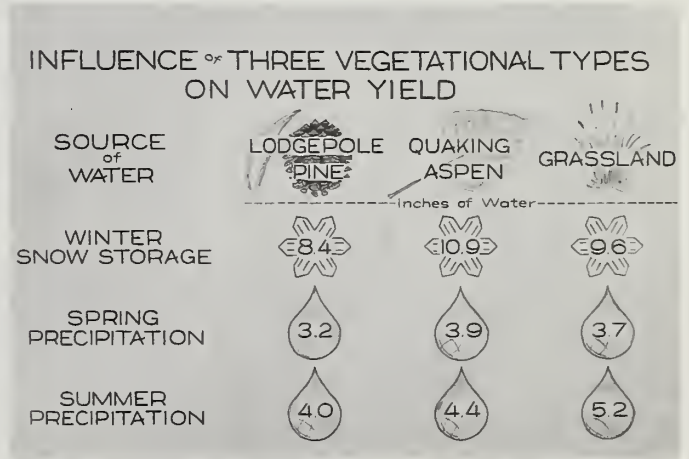 INFLUENCE of THREE VEGETATIONAL TYPES
ON WATER YIELD
SOURCE
of
WATER
LODGEPOLE
PINE
QUAKING
ASPEN
GRASSLAND
Inches of Water
WINTER
SNOW STORAGE
8.4
10.9
9.6
SPRING
PRECIPITATION
3.2
3.9
3.7
SUMMER
PRECIPITATION
4.0
4.4
5.2